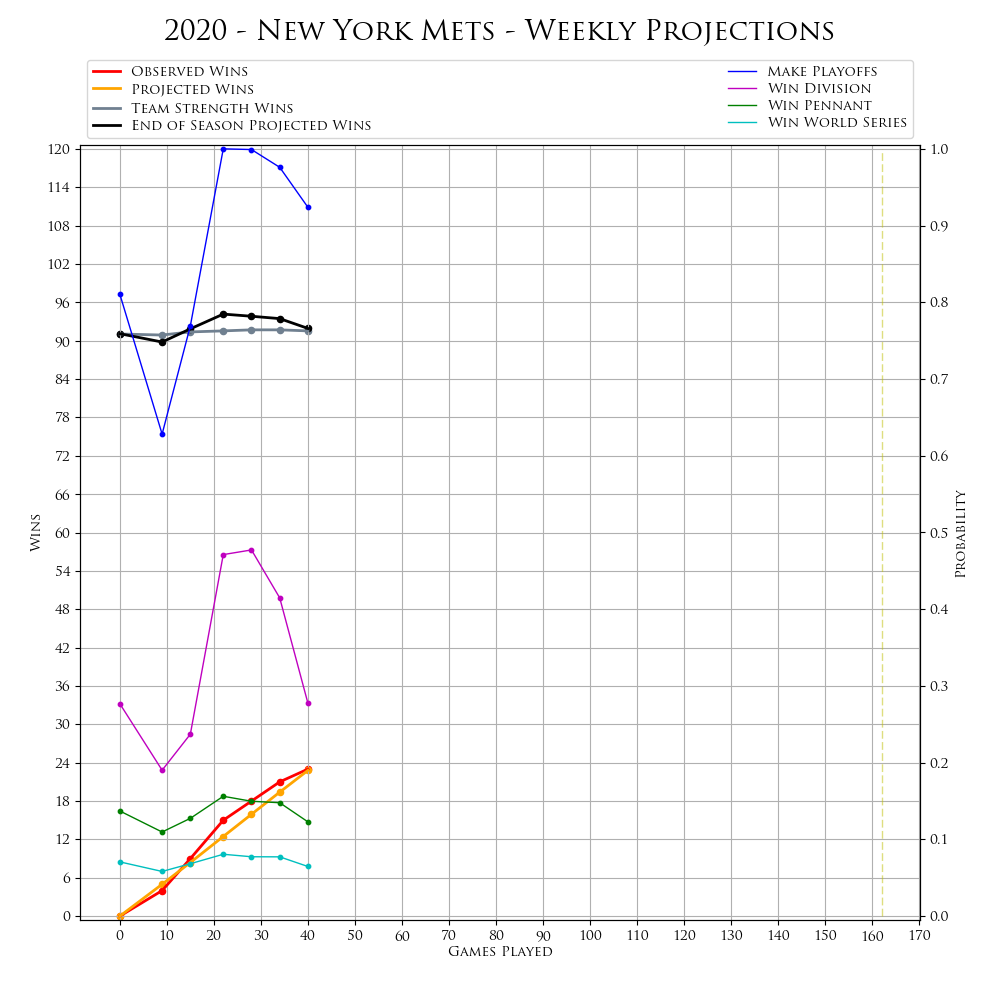 2020 - New York Mets - Weekly Projections
Observed Wins
Projected Wins
Team Strength Wins
End of Season Projected Wins
Make Playoffs
Win Division
Win Pennant
Win World Series
120
114
108
102
96
90
84
78
72
66
60
54
48
42
36
30
24
18
12
6
0
Wins
1.0
0.9
0.8
0.7
0.6
0.5
0.4
0.3
0.2
0.1
0.0
Probability
0 10 20 30 40 50 60 70 80 90 100 110 120 130 140 150 160 170
Games Played